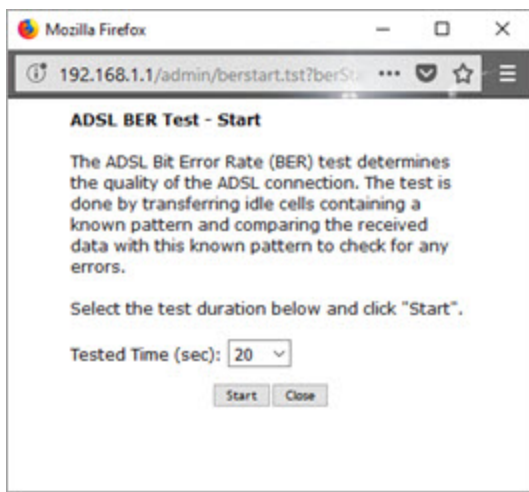 Mozilla Firefox
192.168.1.1/admin/berstart.tst?berSt
ADSL BER Test - Start
The ADSL Bit Error Rate (BER) test determines
the quality of the ADSL connection. The test is
done by transferring idle cells containing a
known pattern and comparing the received
data with this known pattern to check for any
errors.
Select the test duration below and click "Start".
Tested Time (sec): 20
Start Close